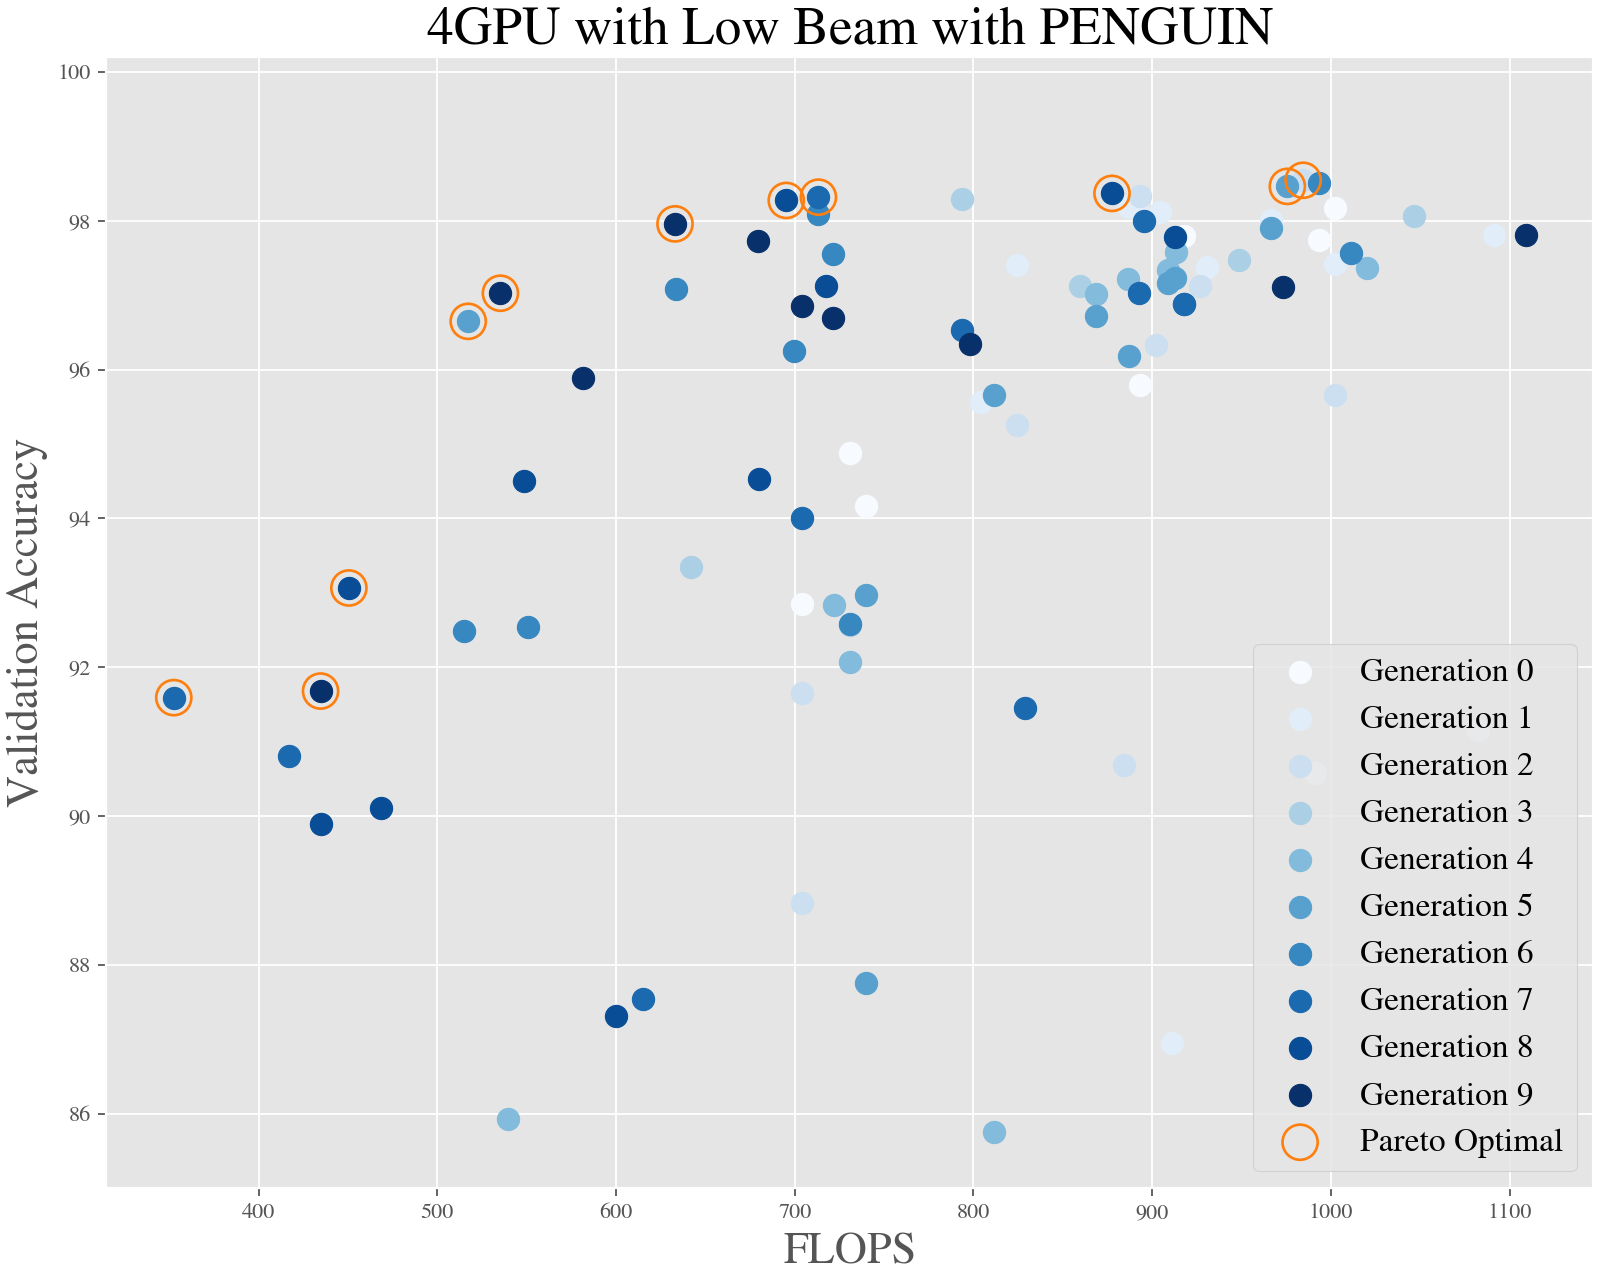 4GPU with Low Beam with PENGUIN
100
98
96
94
92
90
88
86
Validation Accuracy
400
500
600
700
800
900
1000
1100
FLOPS
Generation 0
Generation 1
Generation 2
Generation 3
Generation 4
Generation 5
Generation 6
Generation 7
Generation 8
Generation 9
Pareto Optimal